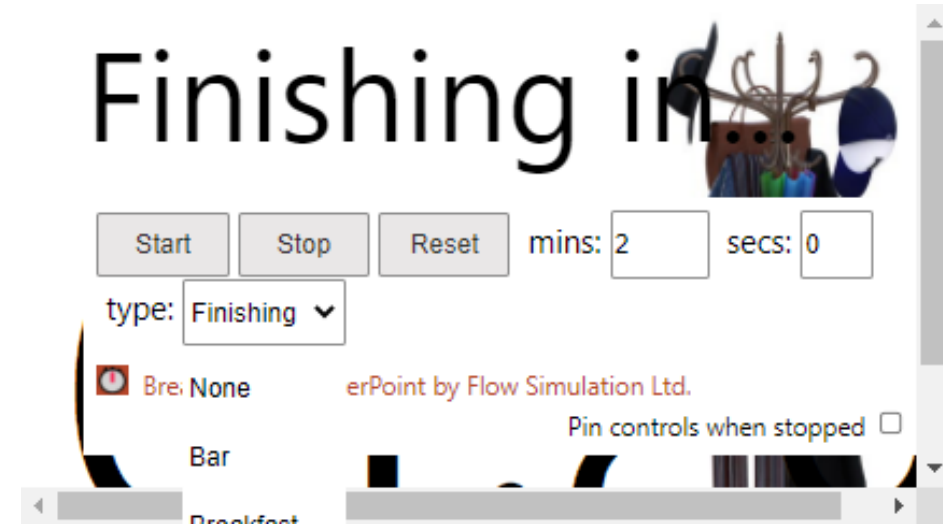 Finishing in...
Start Stop Reset mins: 2 secs: 0
type: Finishing
None
erPoint by Flow Simulation Ltd.
Pin controls when stopped
Bar
Breakfast